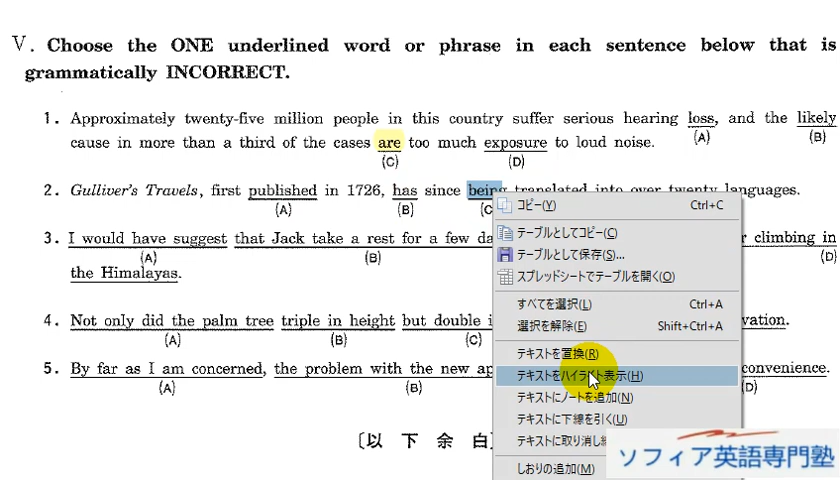 V. Choose the ONE underlined word or phrase in each sentence below that is
grammatically INCORRECT.
1. Approximately twenty-five million people in this country suffer serious hearing loss, and the likely
(A) (B)
cause in more than a third of the cases are too much exposure to loud noise.
(C) (D)
2. Gulliver's Travels, first published in 1726, has since being translated into over twenty languages.
(A) (B) (C
3. I would have suggest that Jack take a rest for a few da r climbing in
(A) (B) (D)
the Himalayas.
4. Not only did the palm tree triple in height but double i vation.
(A) (B) (C)
5. By far as I am concerned, the problem with the new ap convenience.
(A) (B) (D)
〔以 下 余 白
コピー(Y) Ctrl+C
テーブルとしてコピー(C)
テーブルとして保存(S)...
スプレッドシートでテーブルを開く(O)
すべてを選択(L) Ctrl+A
選択を解除(E) Shift+Ctrl+A
テキストを置換(R)
テキストをハイライト表示(H)
テキストにノートを追加(N)
テキストに下線を引く(U)
テキストに取り消し線
しおりの追加(M)
ソフィア英語専門塾